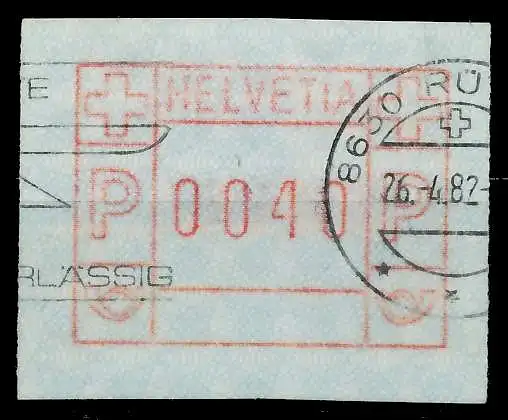 HELVETIA
P 0040 P
8630 RÜ
26.-4.82-
RLÄSSIG